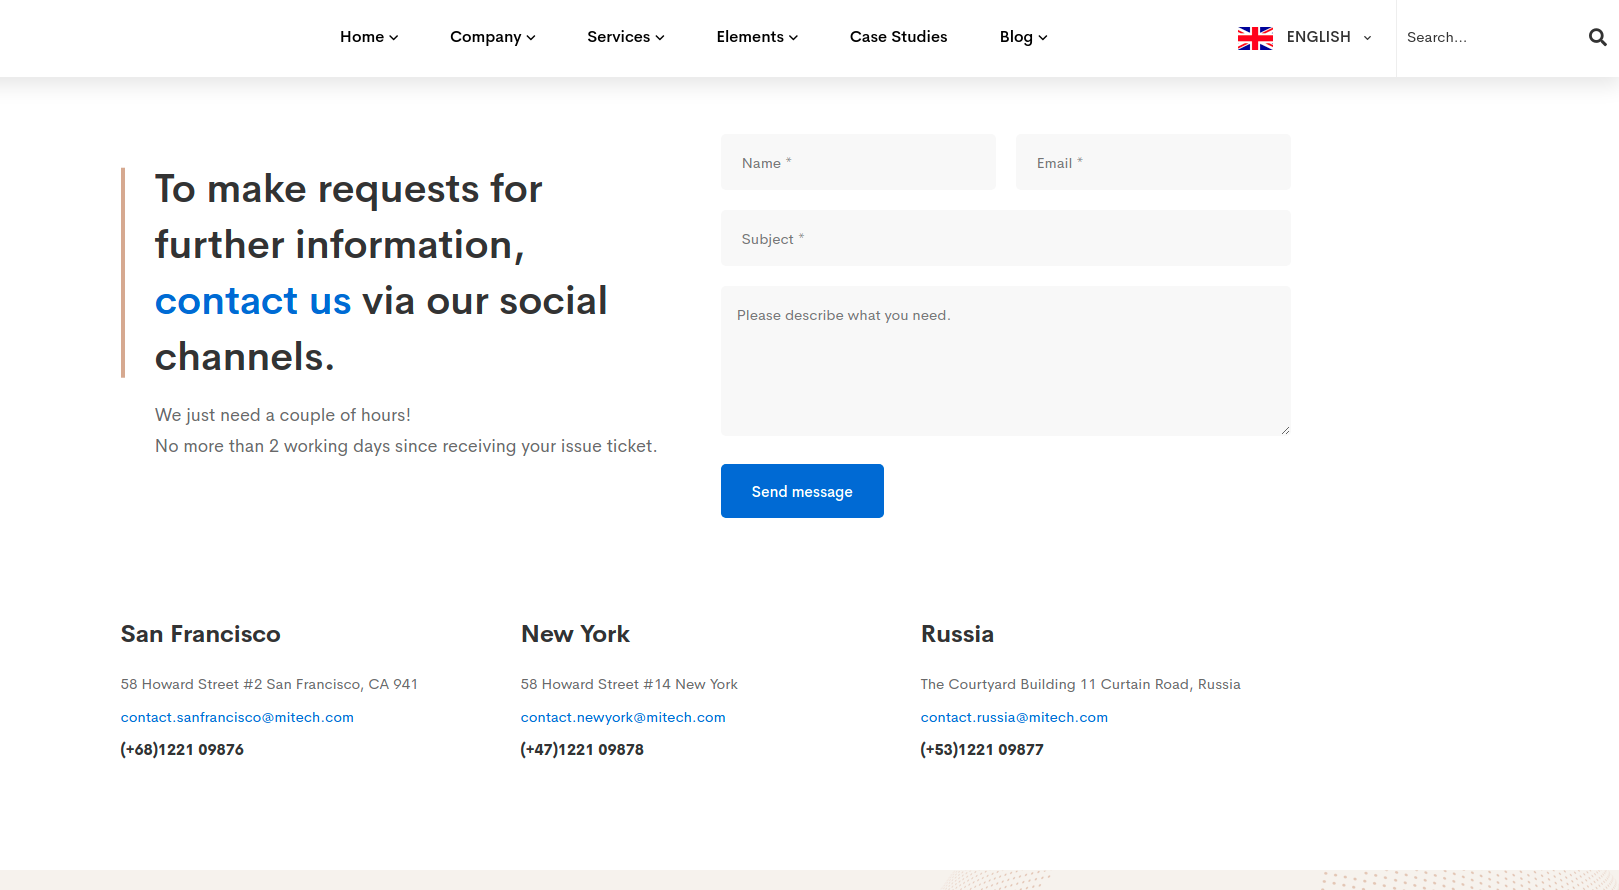 Home Company Services Elements Case Studies Blog ENGLISH Search...
To make requests for
further information,
contact us via our social
channels.
We just need a couple of hours!
No more than 2 working days since receiving your issue ticket.
Name * Email *
Subject *
Please describe what you need.
Send message
San Francisco
58 Howard Street #2 San Francisco, CA 941
contact.sanfrancisco@mitech.com
(+68)1221 09876
New York
58 Howard Street #14 New York
contact.newyork@mitech.com
(+47)1221 09878
Russia
The Courtyard Building 11 Curtain Road, Russia
contact.russia@mitech.com
(+53)1221 09877